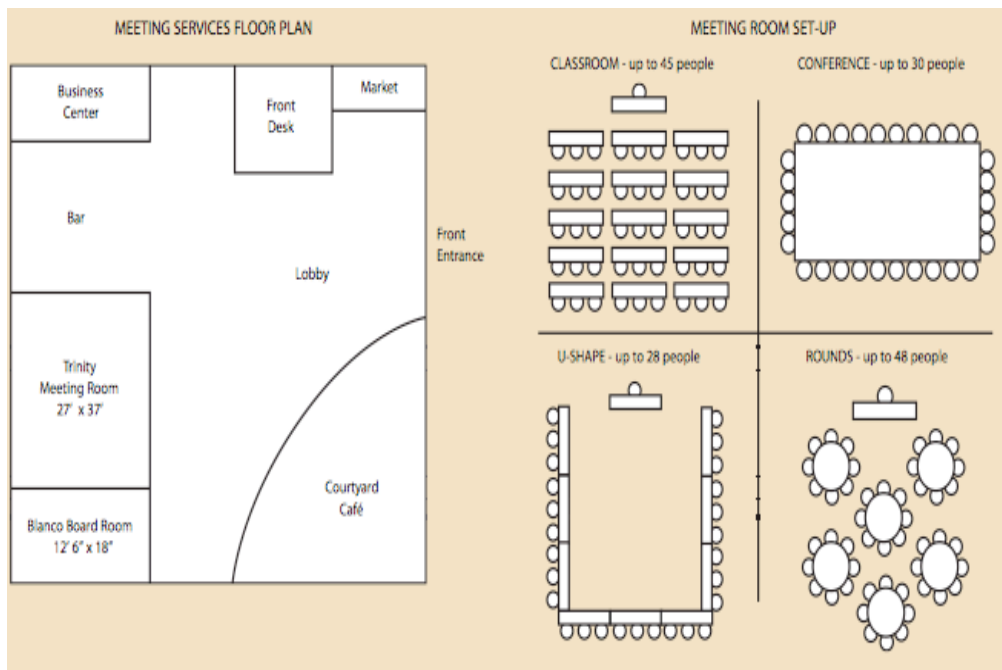 MEETING SERVICES FLOOR PLAN
Business
Center
Front
Desk
Market
Bar
Lobby
Front
Entrance
Trinity
Meeting Room
27' x 37'
Blanco Board Room
12' 6" x 18"
Courtyard
Café
MEETING ROOM SET-UP
CLASSROOM - up to 45 people
CONFERENCE - up to 30 people
U-SHAPE - up to 28 people
ROUNDS - up to 48 people